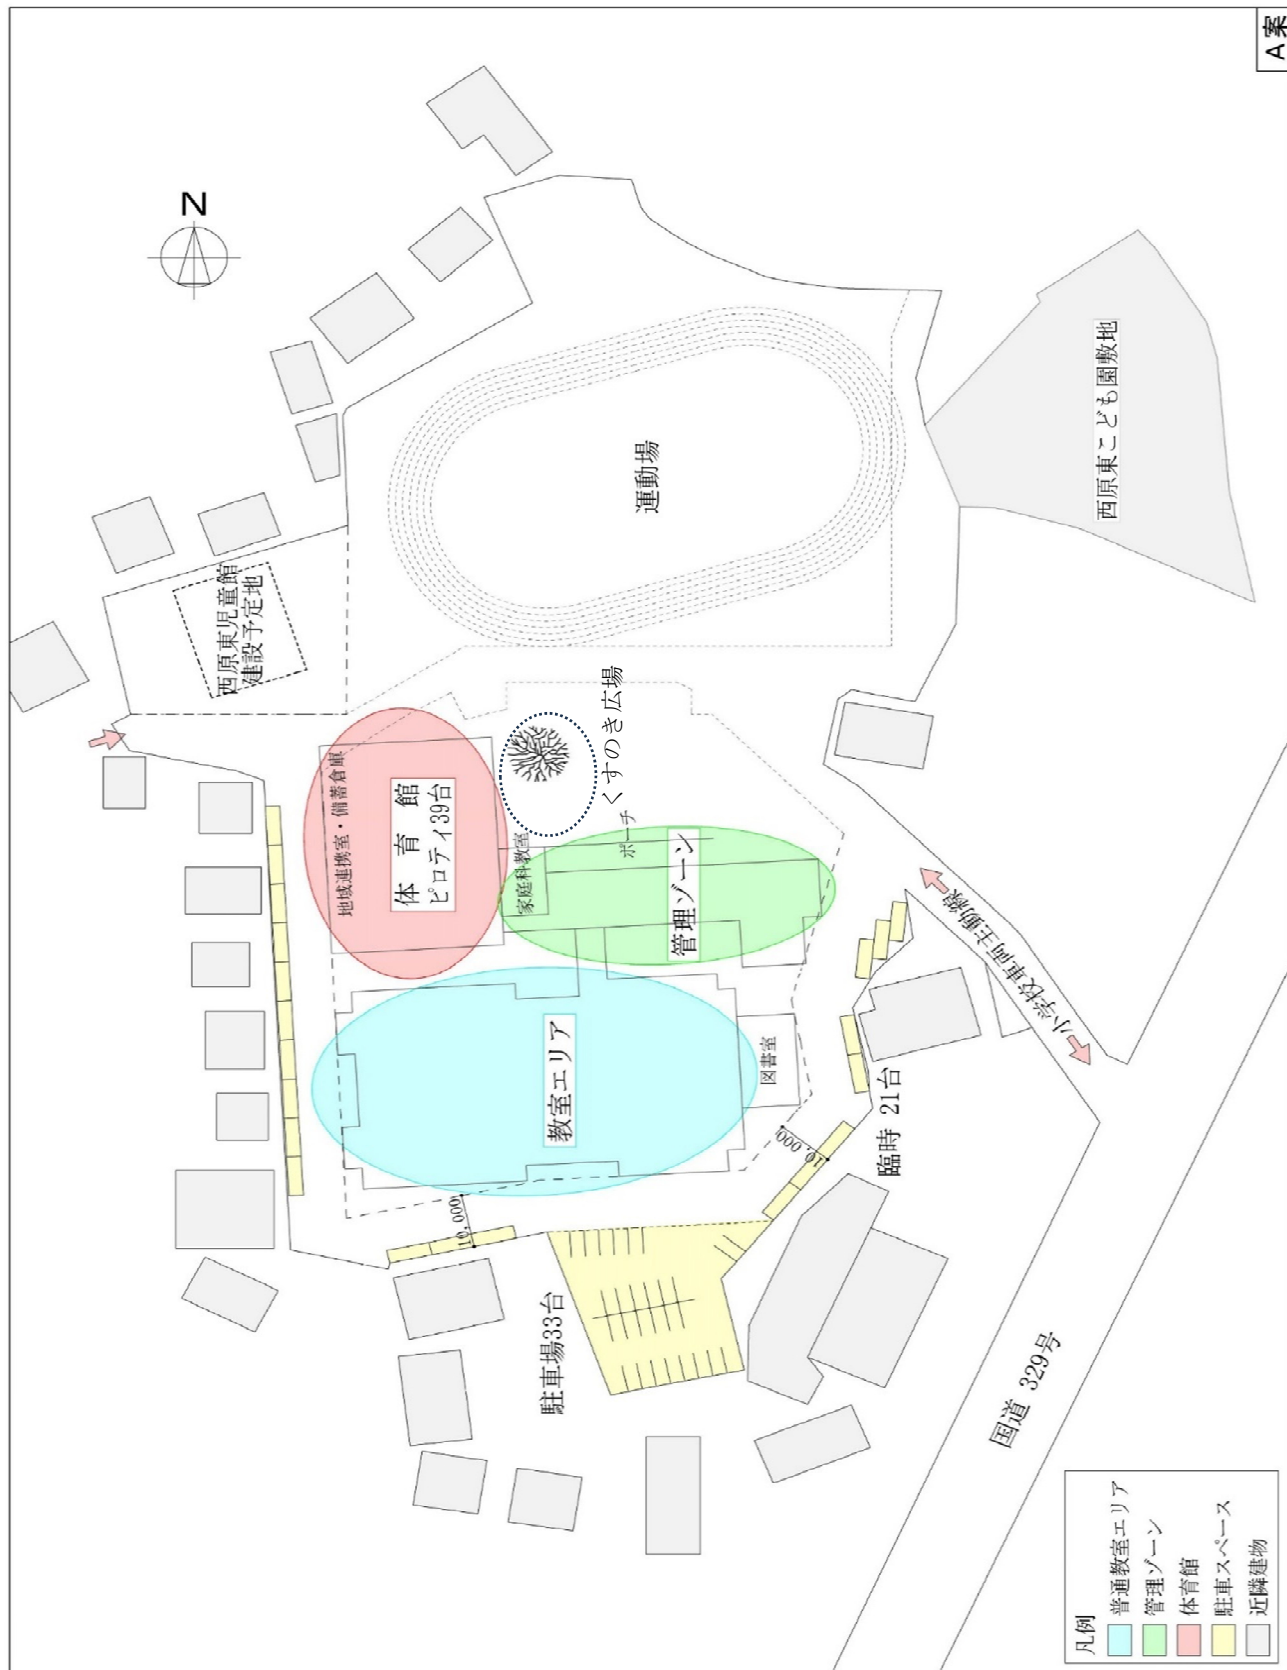 A案
N
西原東児童館
建設予定地
運動場
西原東こども園敷地
地域連携室・備蓄倉庫
体 育 館
ピロティ39台
くすのき広場
家庭科教室
ポーチ
管理ゾーン
教室エリア
図書室
小学校車両主動線
臨時 21台
10,000
10,000
駐車場33台
国道 329号
凡例
普通教室エリア
管理ゾーン
体育館
駐車スペース
近隣建物